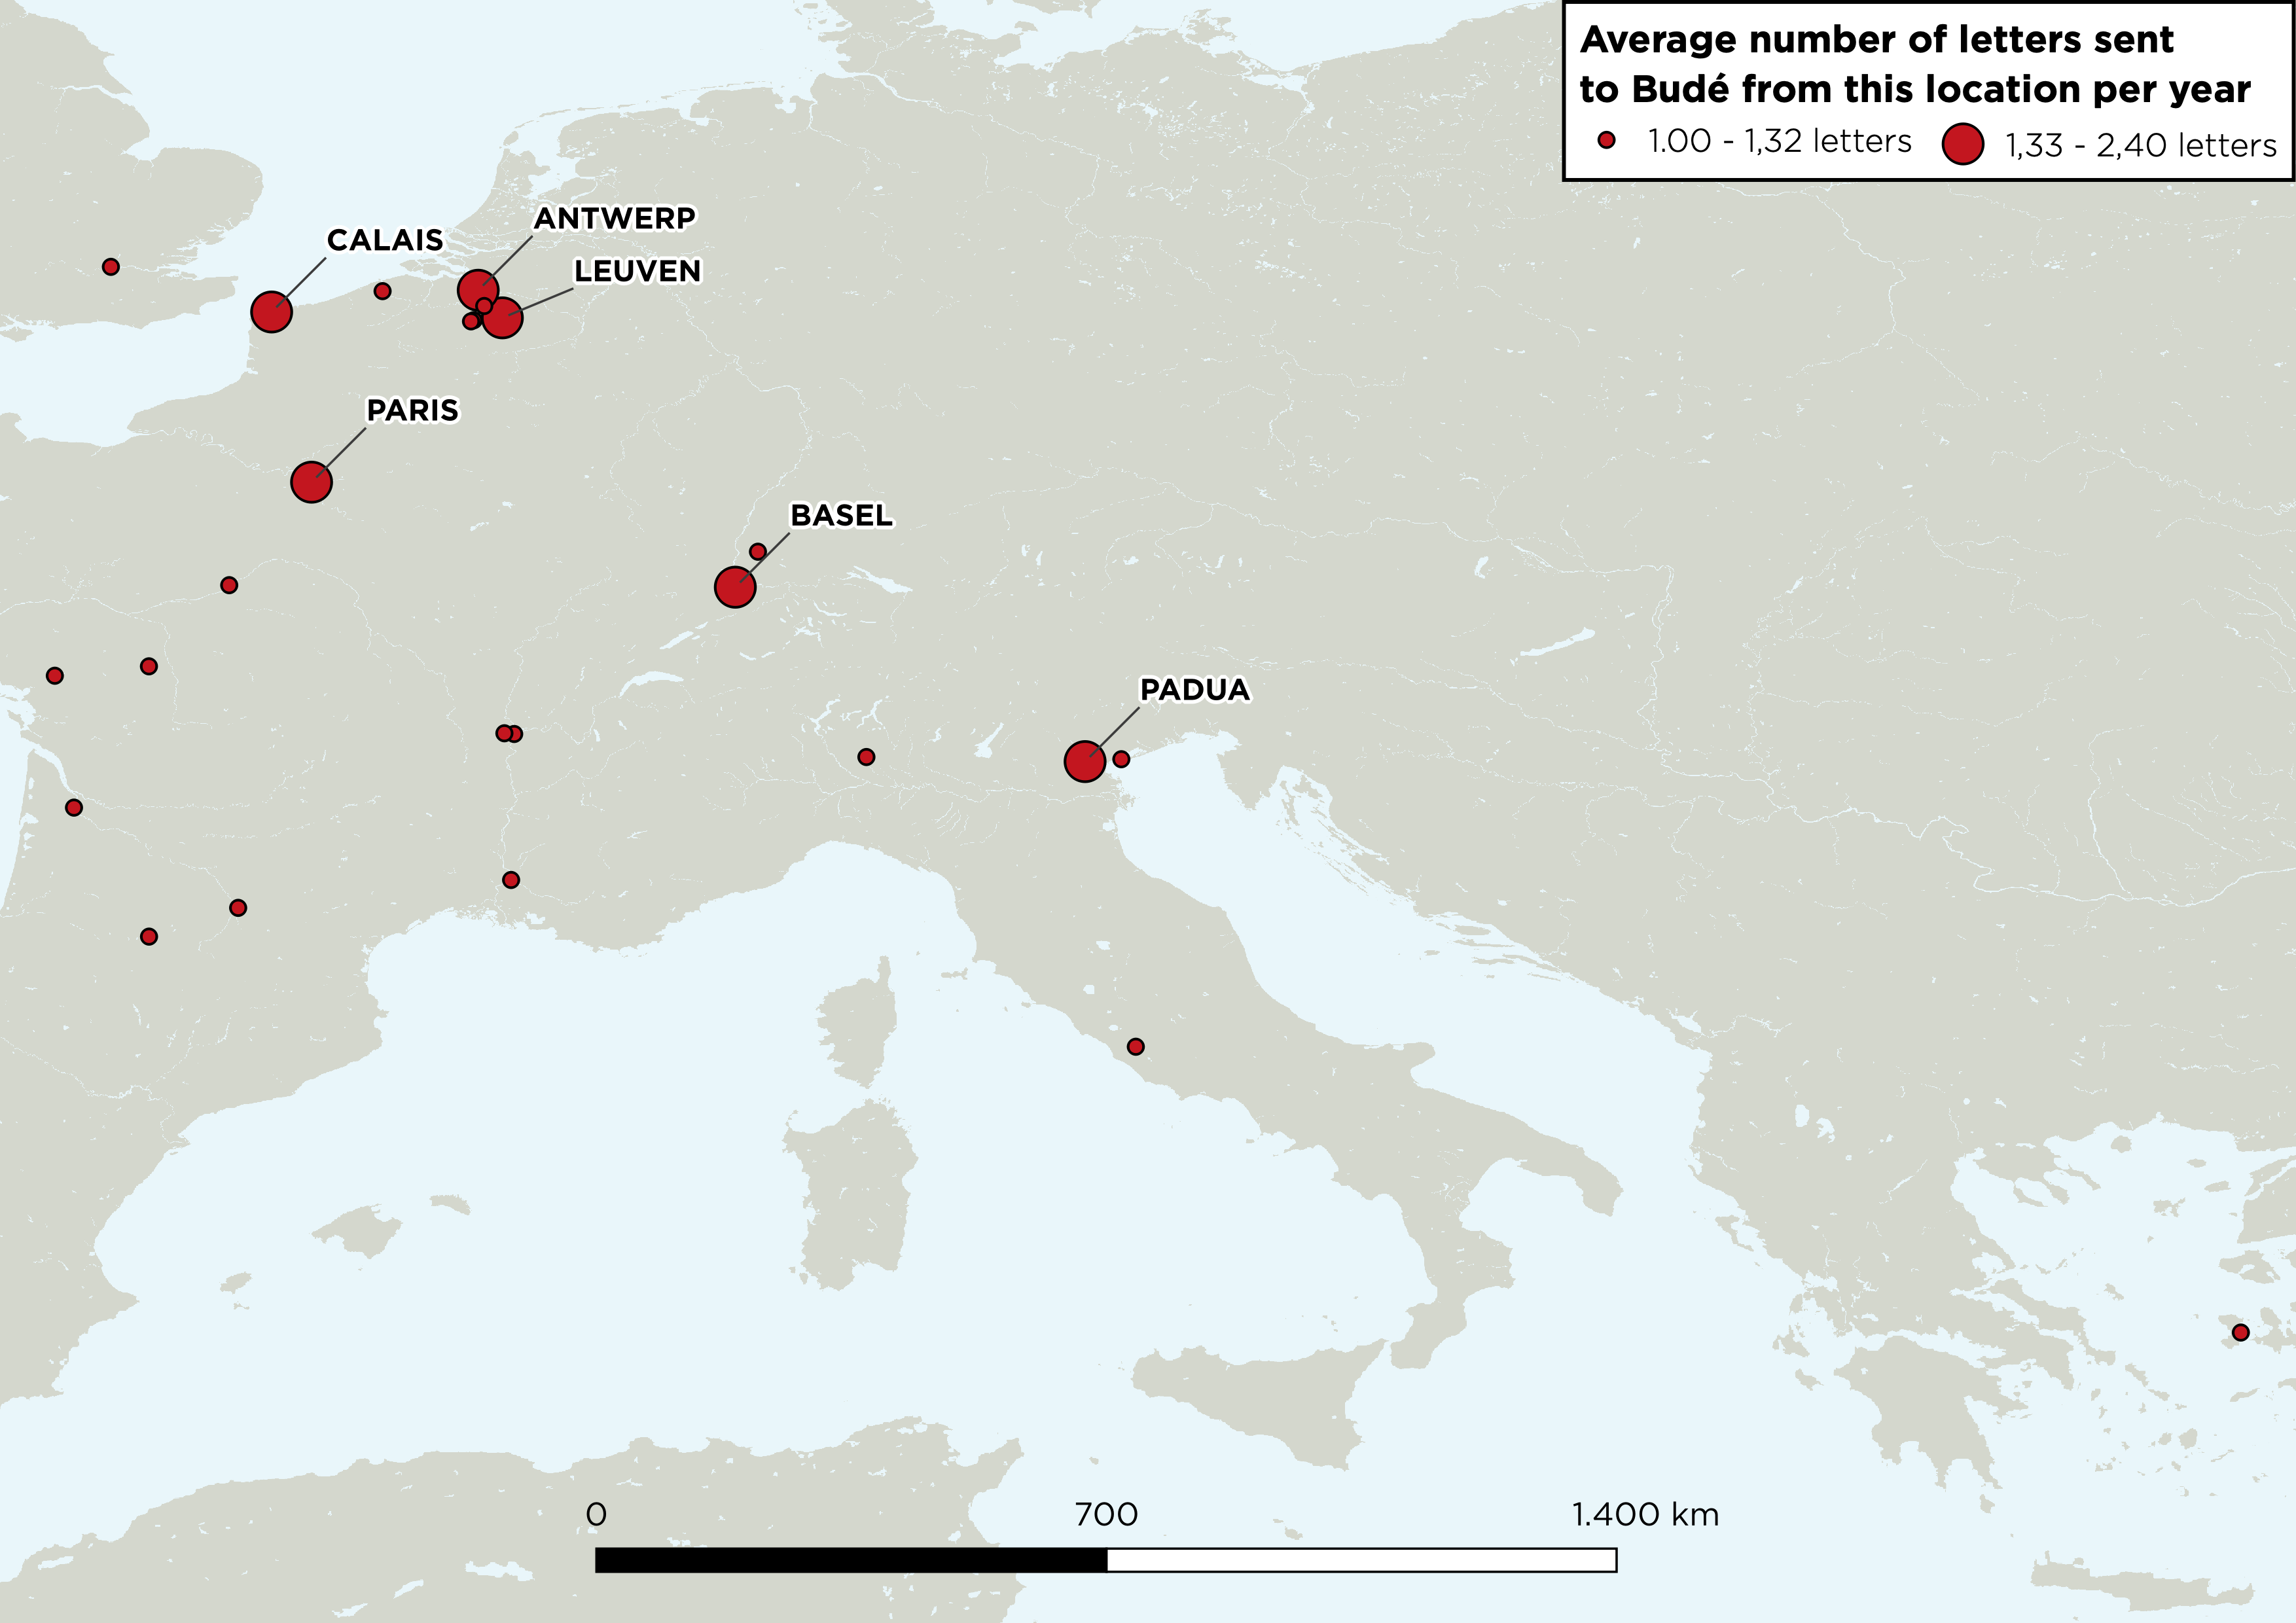 Average number of letters sent
to Budé from this location per year
1.00 - 1,32 letters
1,33 - 2,40 letters
ANTWERP
CALAIS
LEUVEN
PARIS
BASEL
PADUA
0 700 1.400 km